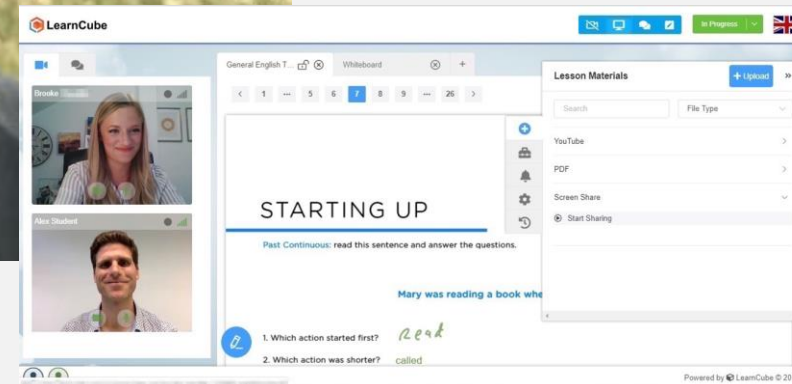 LearnCube
In Progress
General English T...
Whiteboard
+
Lesson Materials
+ Upload
»
Brooke
< 1 ... 5 6 7 8 9 ... 26 >
Search
File Type
YouTube
PDF
Screen Share
Start Sharing
STARTING UP
Past Continuous: read this sentence and answer the questions.
Alex Student
Mary was reading a book whe
1. Which action started first? Read
2. Which action was shorter? called
Powered by LearnCube © 20